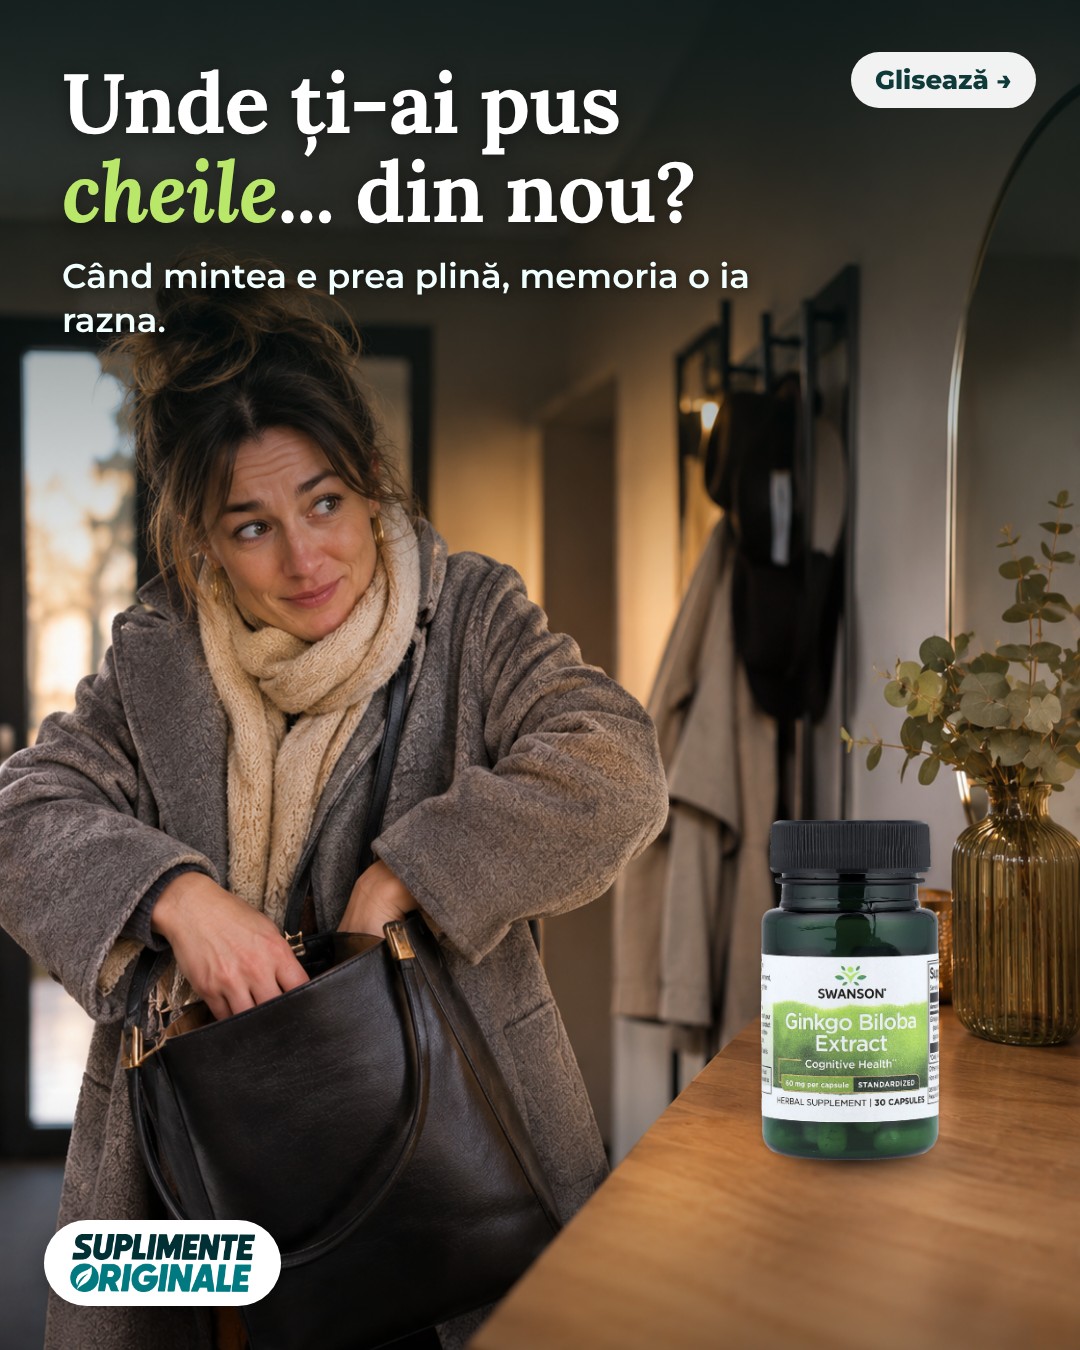 Unde ți-ai pus
cheile... din nou?
Glisează →
Când mintea e prea plină, memoria o ia
razna.
SWANSON
Ginkgo Biloba
Extract
Cognitive Health
60 mg per capsule STANDARDIZED
HERBAL SUPPLEMENT | 30 CAPSULES
SUPLIMENTE
ORIGINALE